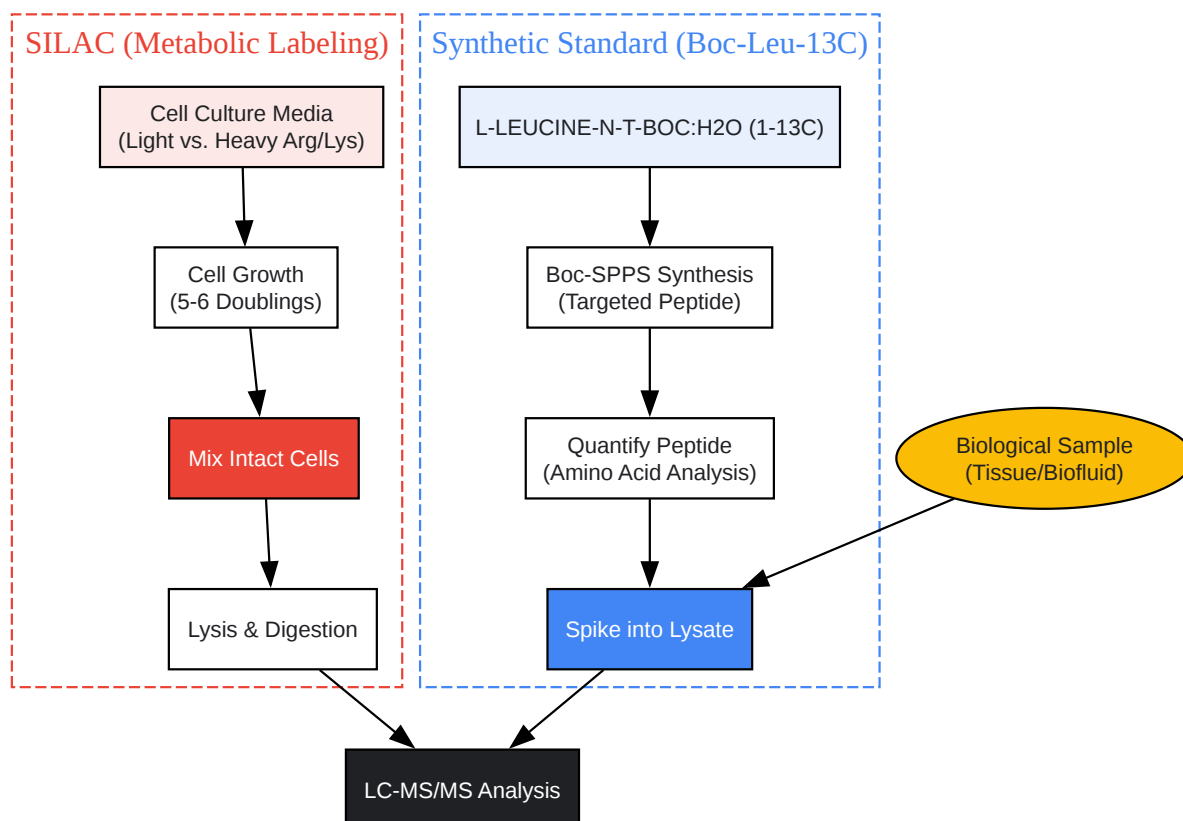 SILAC (Metabolic Labeling)
Synthetic Standard (Boc-Leu-13C)
Cell Culture Media
(Light vs. Heavy Arg/Lys)
L-LEUCINE-N-T-BOC:H2O (1-13C)
Cell Growth
(5-6 Doublings)
Boc-SPPS Synthesis
(Targeted Peptide)
Mix Intact Cells
Quantify Peptide
(Amino Acid Analysis)
Biological Sample
(Tissue/Biofluid)
Lysis & Digestion
Spike into Lysate
LC-MS/MS Analysis